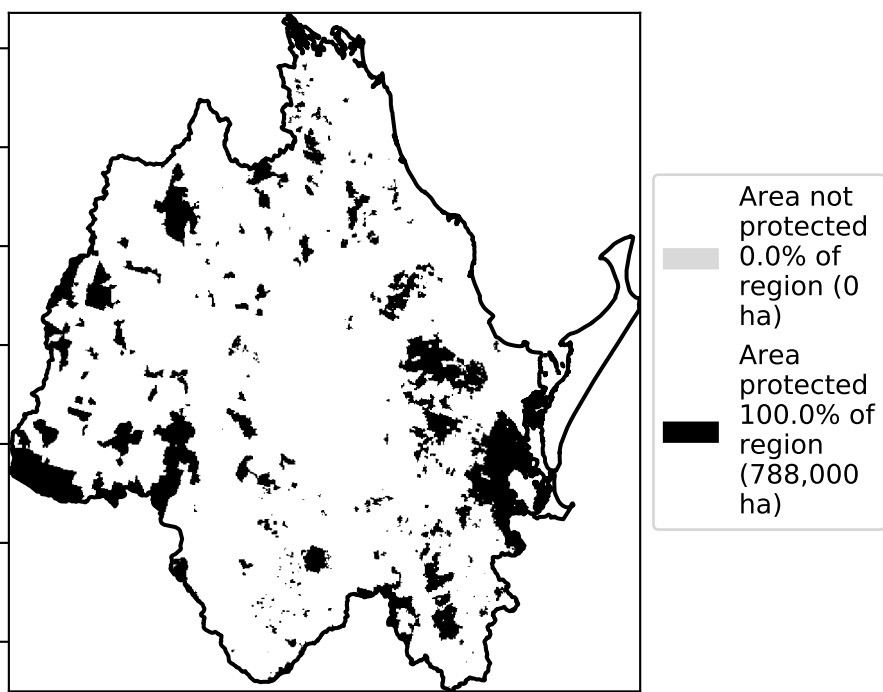 Area not
protected
0.0% of
region (0
ha)
Area
protected
100.0% of
region
(788,000
ha)